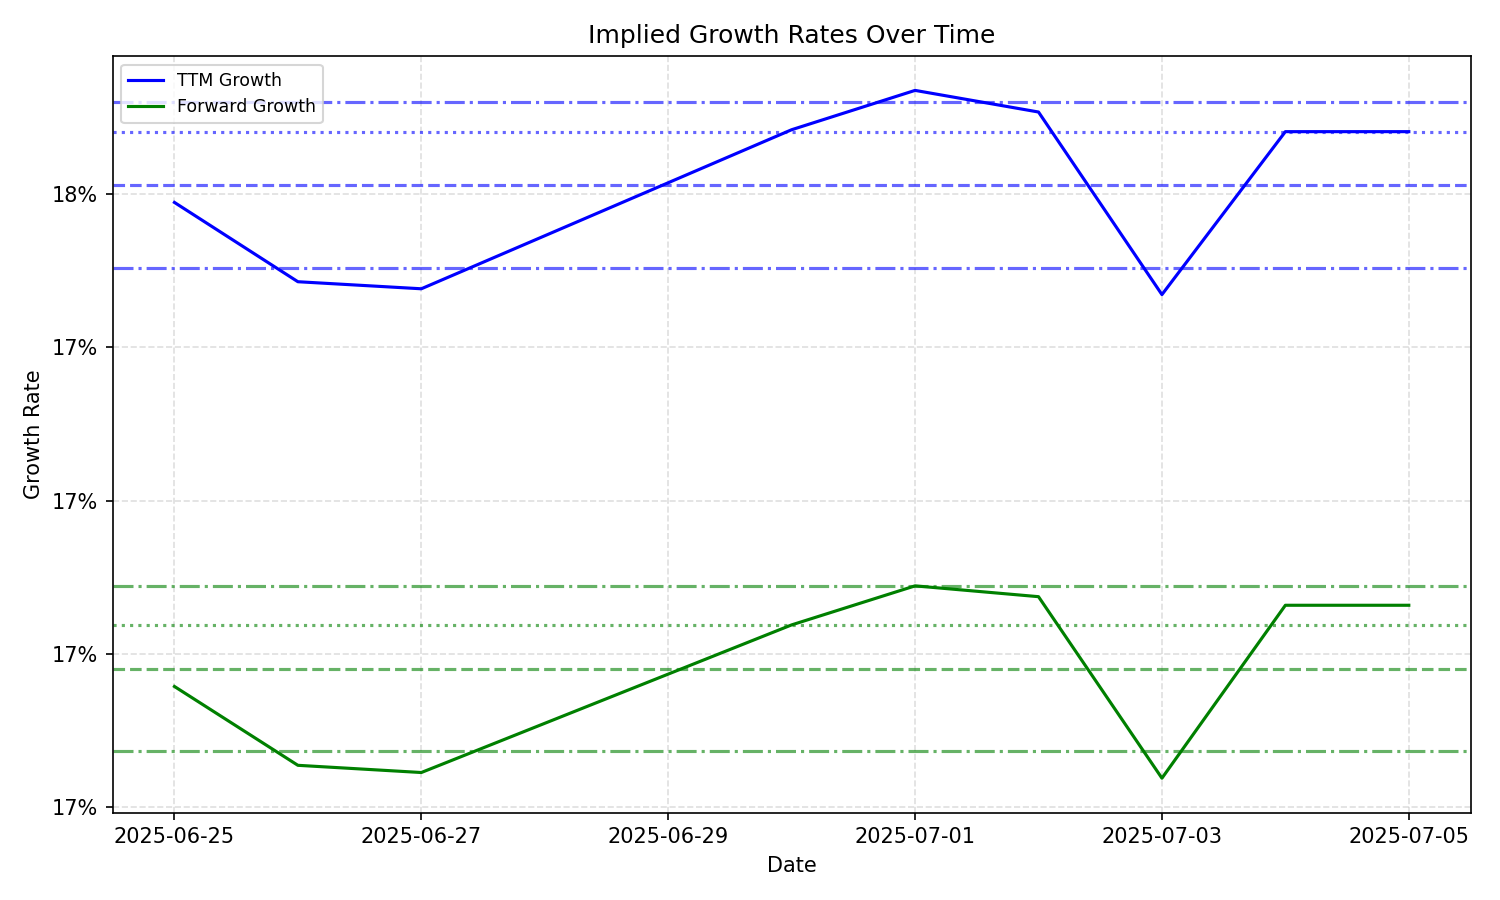 Implied Growth Rates Over Time
TTM Growth
Forward Growth
18%
17%
17%
17%
17%
Growth Rate
2025-06-25
2025-06-27
2025-06-29
2025-07-01
2025-07-03
2025-07-05
Date